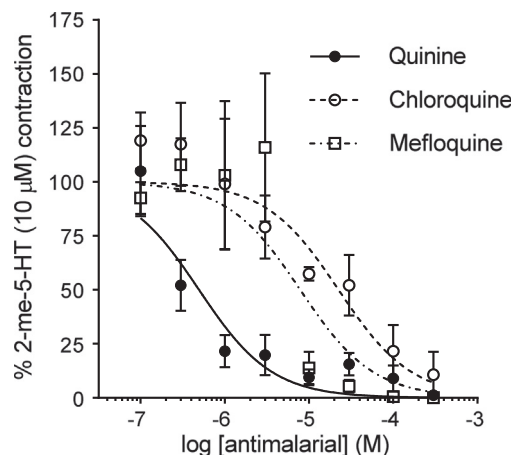 175
150
125
100
75
50
25
0
% 2-me-5-HT (10 μM) contraction
Quinine
Chloroquine
Mefloquine
-7 -6 -5 -4 -3
log [antimalarial] (M)